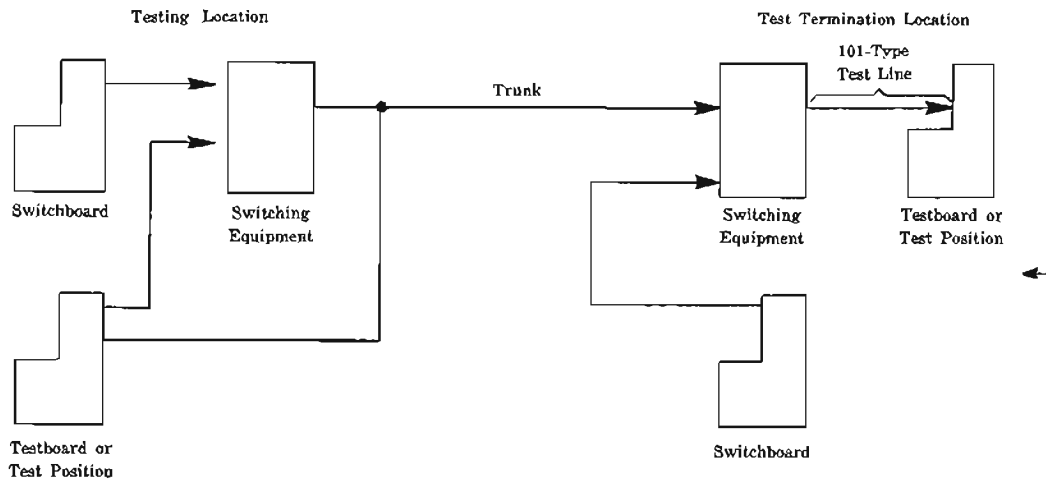 Testing Location
Test Termination Location
101-Type
Test Line
Trunk
Switchboard
Switching
Equipment
Switching
Equipment
Testboard or
Test Position
Testboard or
Test Position
Switchboard